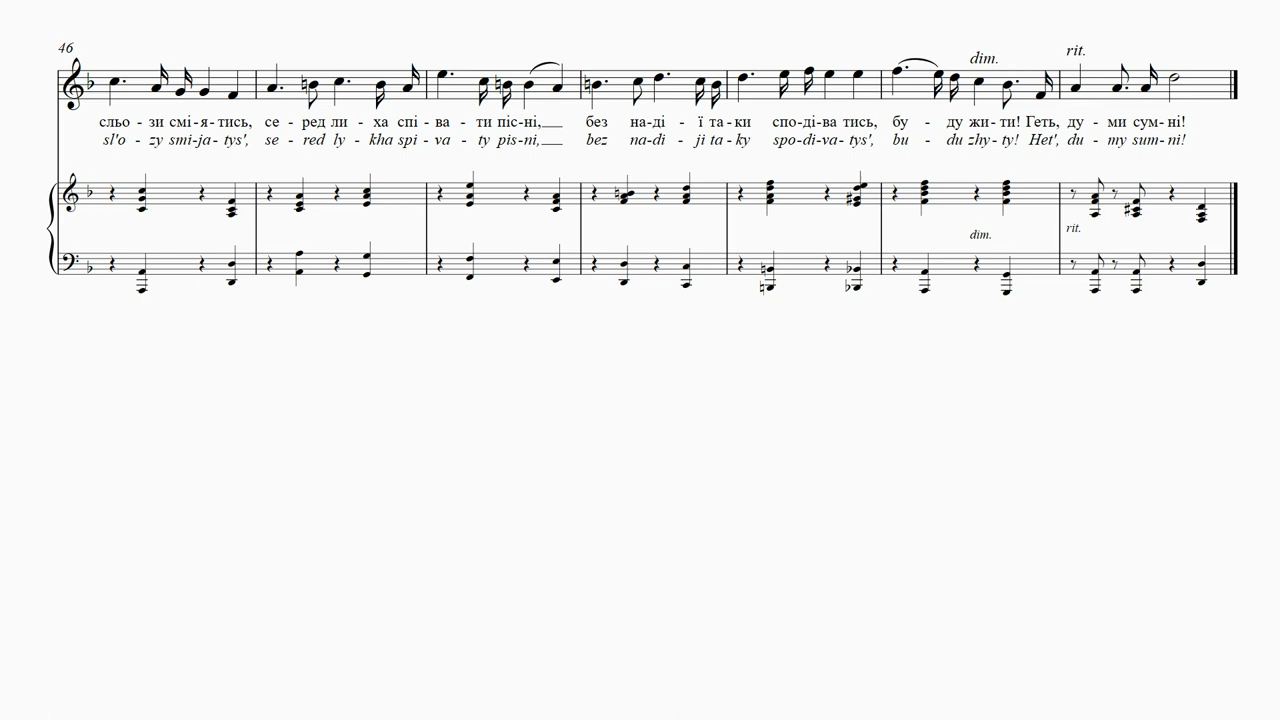 46
dim.
rit.
сльо - зи смі - я - тись, се - ред ли - ха спі - ва - ти піс - ні,__ без на - ді - ї та - ки спо - ді - ва тись, бу - ду жи - ти! Геть, ду - ми сум - ні!
sl'o - zy smi - ja - tys', se - red ly - kha spi - va - ty pis - ni,__ bez na - di - ji ta - ky spo - di - va - tys', bu - du zhy - ty! Het', du - my sum - ni!
rit.
dim.